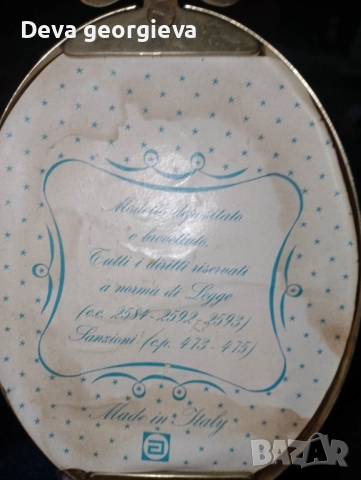 Deva georgieva
Modello depositato
e brevettato.
Tutti i diritti riservati
a norma di Legge
(c.c. 2584-2592-2593)
Sanzioni (c.p. 473-475)
Made in Italy
BAZAR
bg